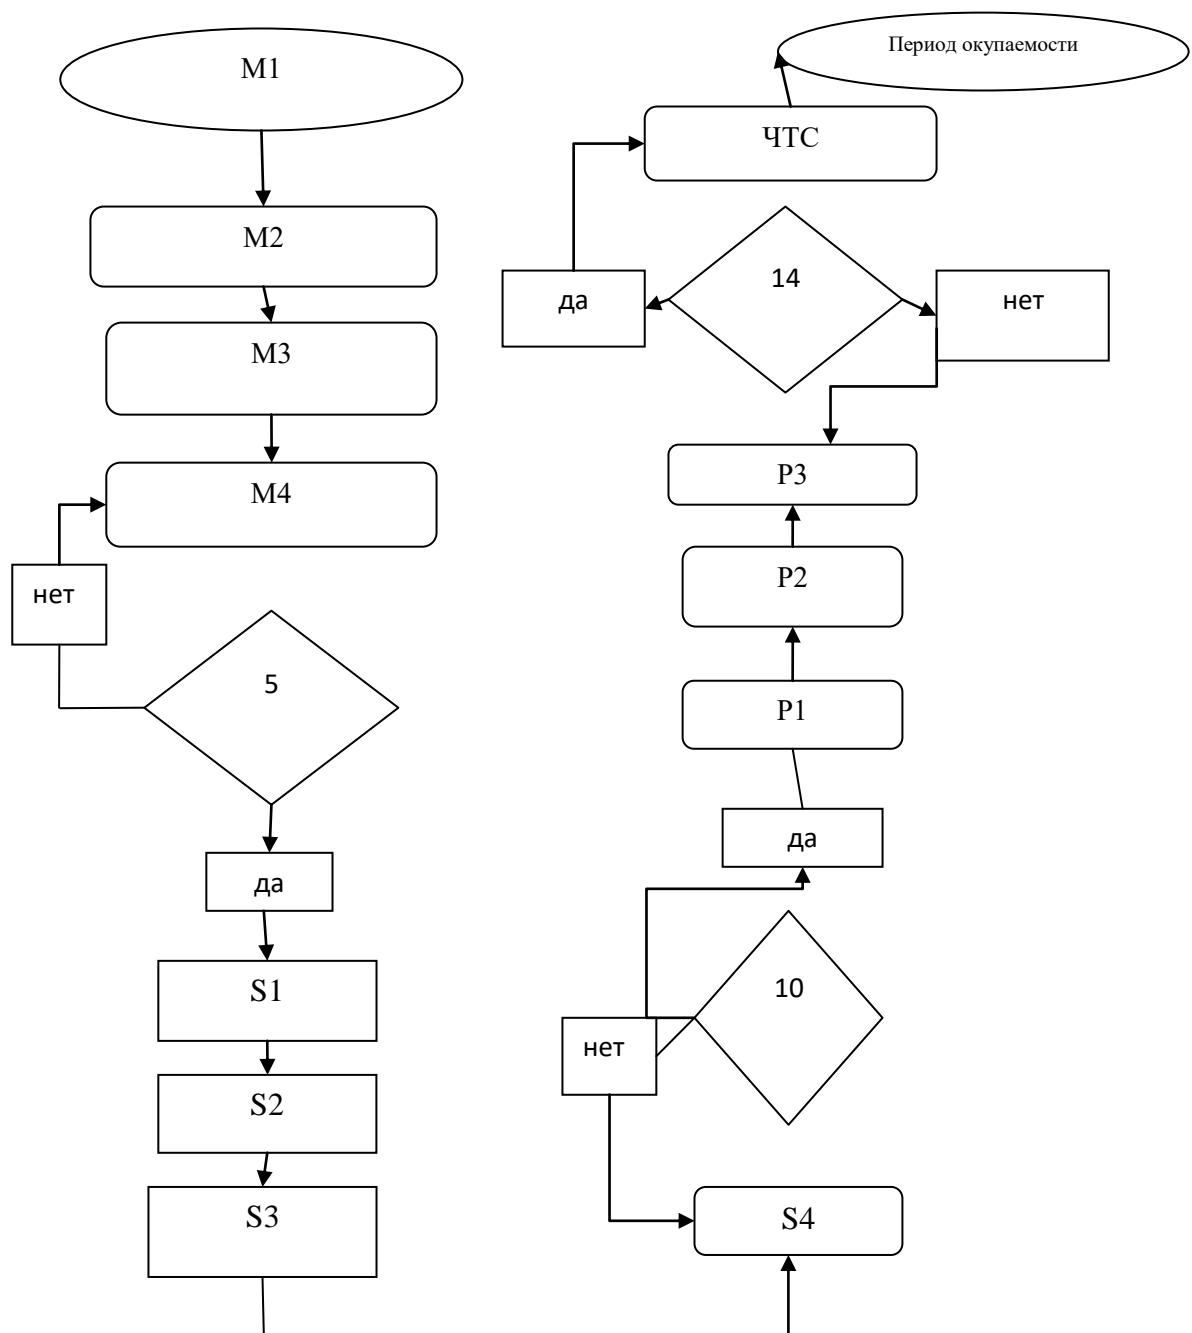 M1
M2
M3
M4
нет
5
да
S1
S2
S3
Период окупаемости
ЧТС
14
да
нет
P3
P2
P1
да
10
нет
S4